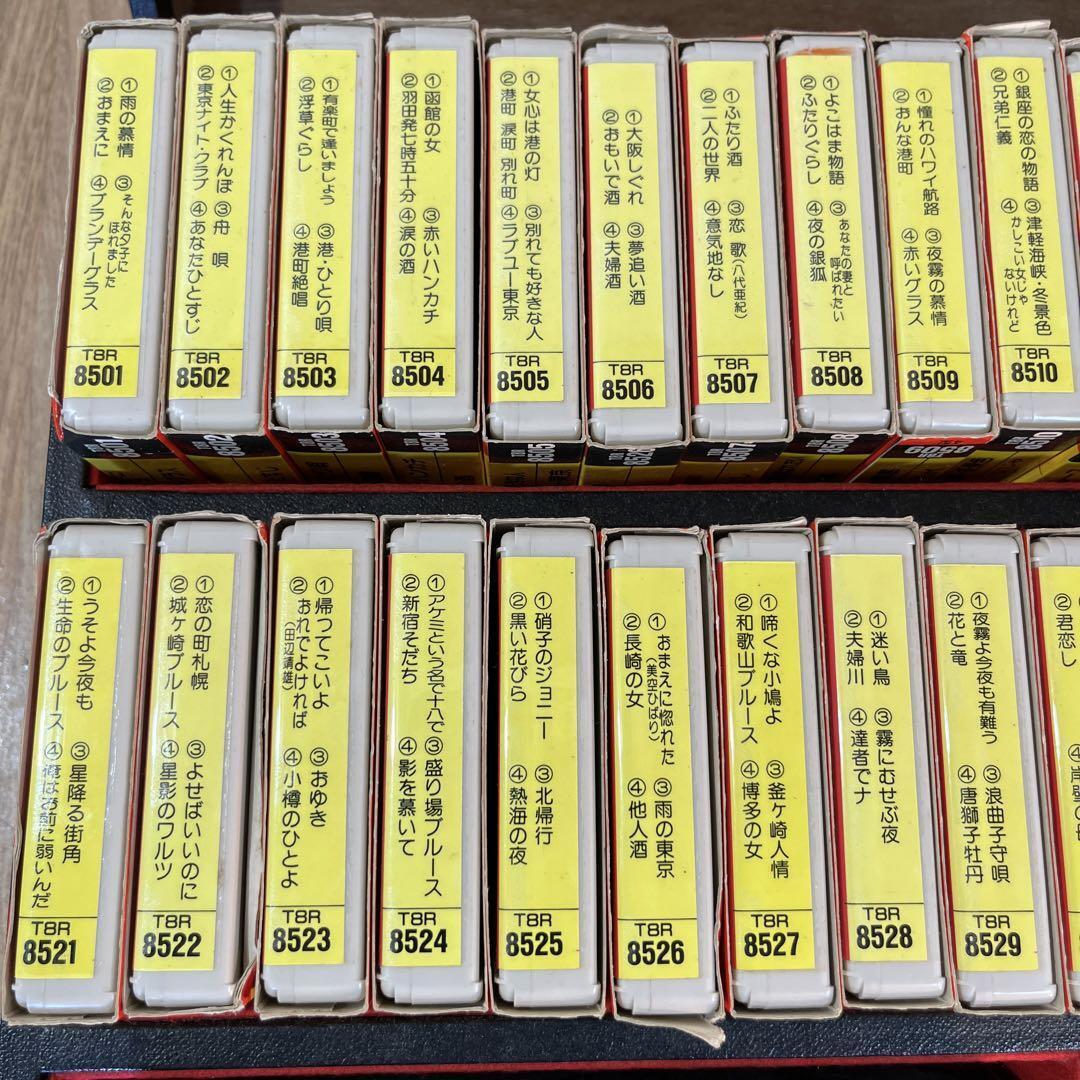 ①雨の慕情
②おまえに
③そんな夕子に
ほれました
④ブランデーグラス
T8R
8501
①人生かくれんぼ
②東京ナイト・クラブ
③舟 唄
④あなたひとすじ
T8R
8502
①有楽町で逢いましょう
②浮草ぐらし
③港・ひとり唄
④港町絶唱
T8R
8503
①函館の女
②羽田発七時五十分
③赤いハンカチ
④涙の酒
T8R
8504
①女心は港の灯
②港町 涙町 別れ町
③別れても好きな人
④ラブユー東京
T8R
8505
①大阪しぐれ
②おもいで酒
③夢追い酒
④夫婦酒
T8R
8506
①ふたり酒
②二人の世界
③恋 歌(八代亜紀)
④意気地なし
T8R
8507
①よこはま物語
②ふたりぐらし
③あなたの妻と
呼ばれたい
④夜の銀狐
T8R
8508
①憧れのハワイ航路
②おんな港町
③夜霧の慕情
④赤いグラス
T8R
8509
①銀座の恋の物語
②兄弟仁義
③津軽海峡・冬景色
④かしこい女じゃ
ないけれど
T8R
8510
①うそよ今夜も
②生命のブルース
③星降る街角
④俺はお前に弱いんだ
T8R
8521
①恋の町札幌
②城ヶ崎ブルース
③よせばいいのに
④星影のワルツ
T8R
8522
①帰ってこいよ
②おれでよければ
(田辺靖雄)
③おゆき
④小樽のひとよ
T8R
8523
①アケミという名で十八で
②新宿そだち
③盛り場ブルース
④影を慕いて
T8R
8524
①硝子のジョニー
②黒い花びら
③北帰行
④熱海の夜
T8R
8525
①おまえに惚れた
(美空ひばり)
②長崎の女
③雨の東京
④他人酒
T8R
8526
①啼くな小鳩よ
②和歌山ブルース
③釜ヶ崎人情
④博多の女
T8R
8527
①迷い鳥
②夫婦川
③霧にむせぶ夜
④達者でナ
T8R
8528
①夜霧よ今夜も有難う
②花と竜
③浪曲子守唄
④唐獅子牡丹
T8R
8529
②君恋し